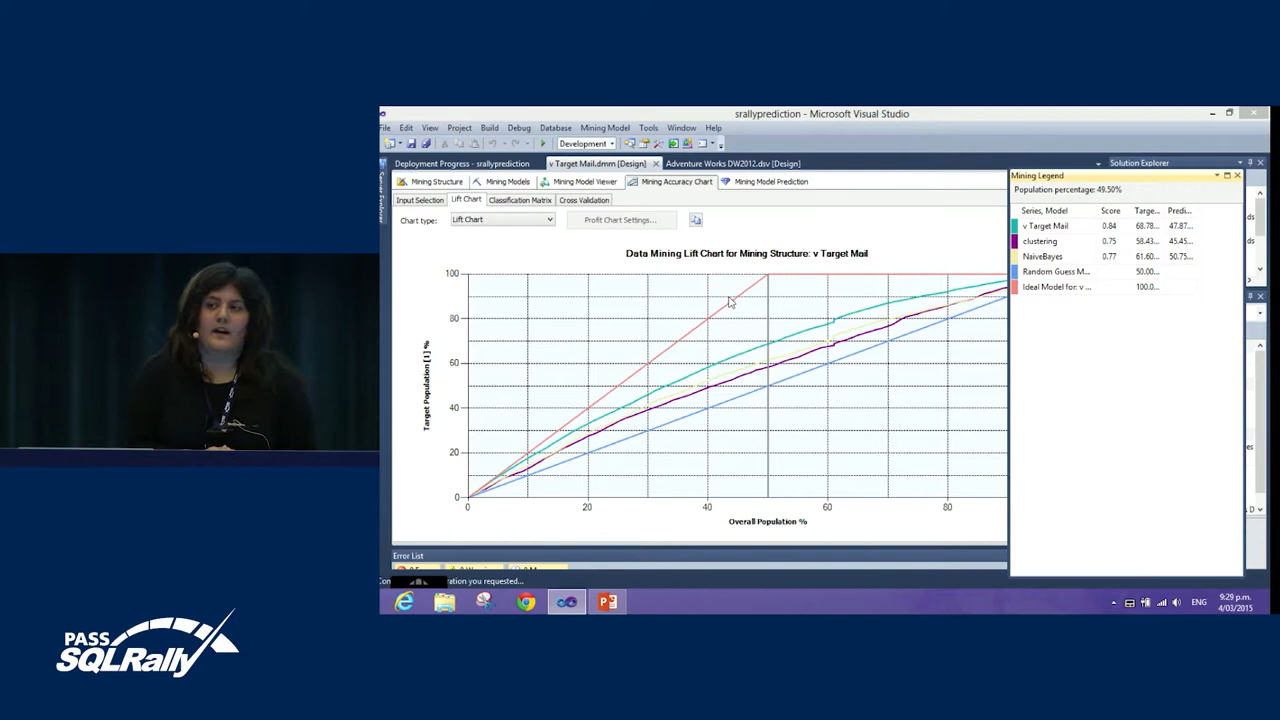 srallyprediction - Microsoft Visual Studio
File Edit View Project Build Debug Database Mining Model Tools Window Help
Development
Deployment Progress - srallyprediction v Target Mail.dmm [Design] Adventure Works DW2012.dsv [Design]
Solution Explorer
Mining Structure Mining Models Mining Model Viewer Mining Accuracy Chart Mining Model Prediction
Input Selection Lift Chart Classification Matrix Cross Validation
Chart type: Lift Chart Profit Chart Settings...
Data Mining Lift Chart for Mining Structure: v Target Mail
Target Population [1] %
100
80
60
40
20
0
0 20 40 60 80
Overall Population %
Mining Legend
Population percentage: 49.50%
Series, Model Score Targe... Predi...
v Target Mail 0.84 68.78... 47.87...
clustering 0.75 58.43... 45.45...
NaiveBayes 0.77 61.60... 50.75...
Random Guess M... 50.00...
Ideal Model for: v ... 100.0...
Error List
ration you requested...
ENG
9:29 p.m.
4/03/2015
PASS
SQLRally